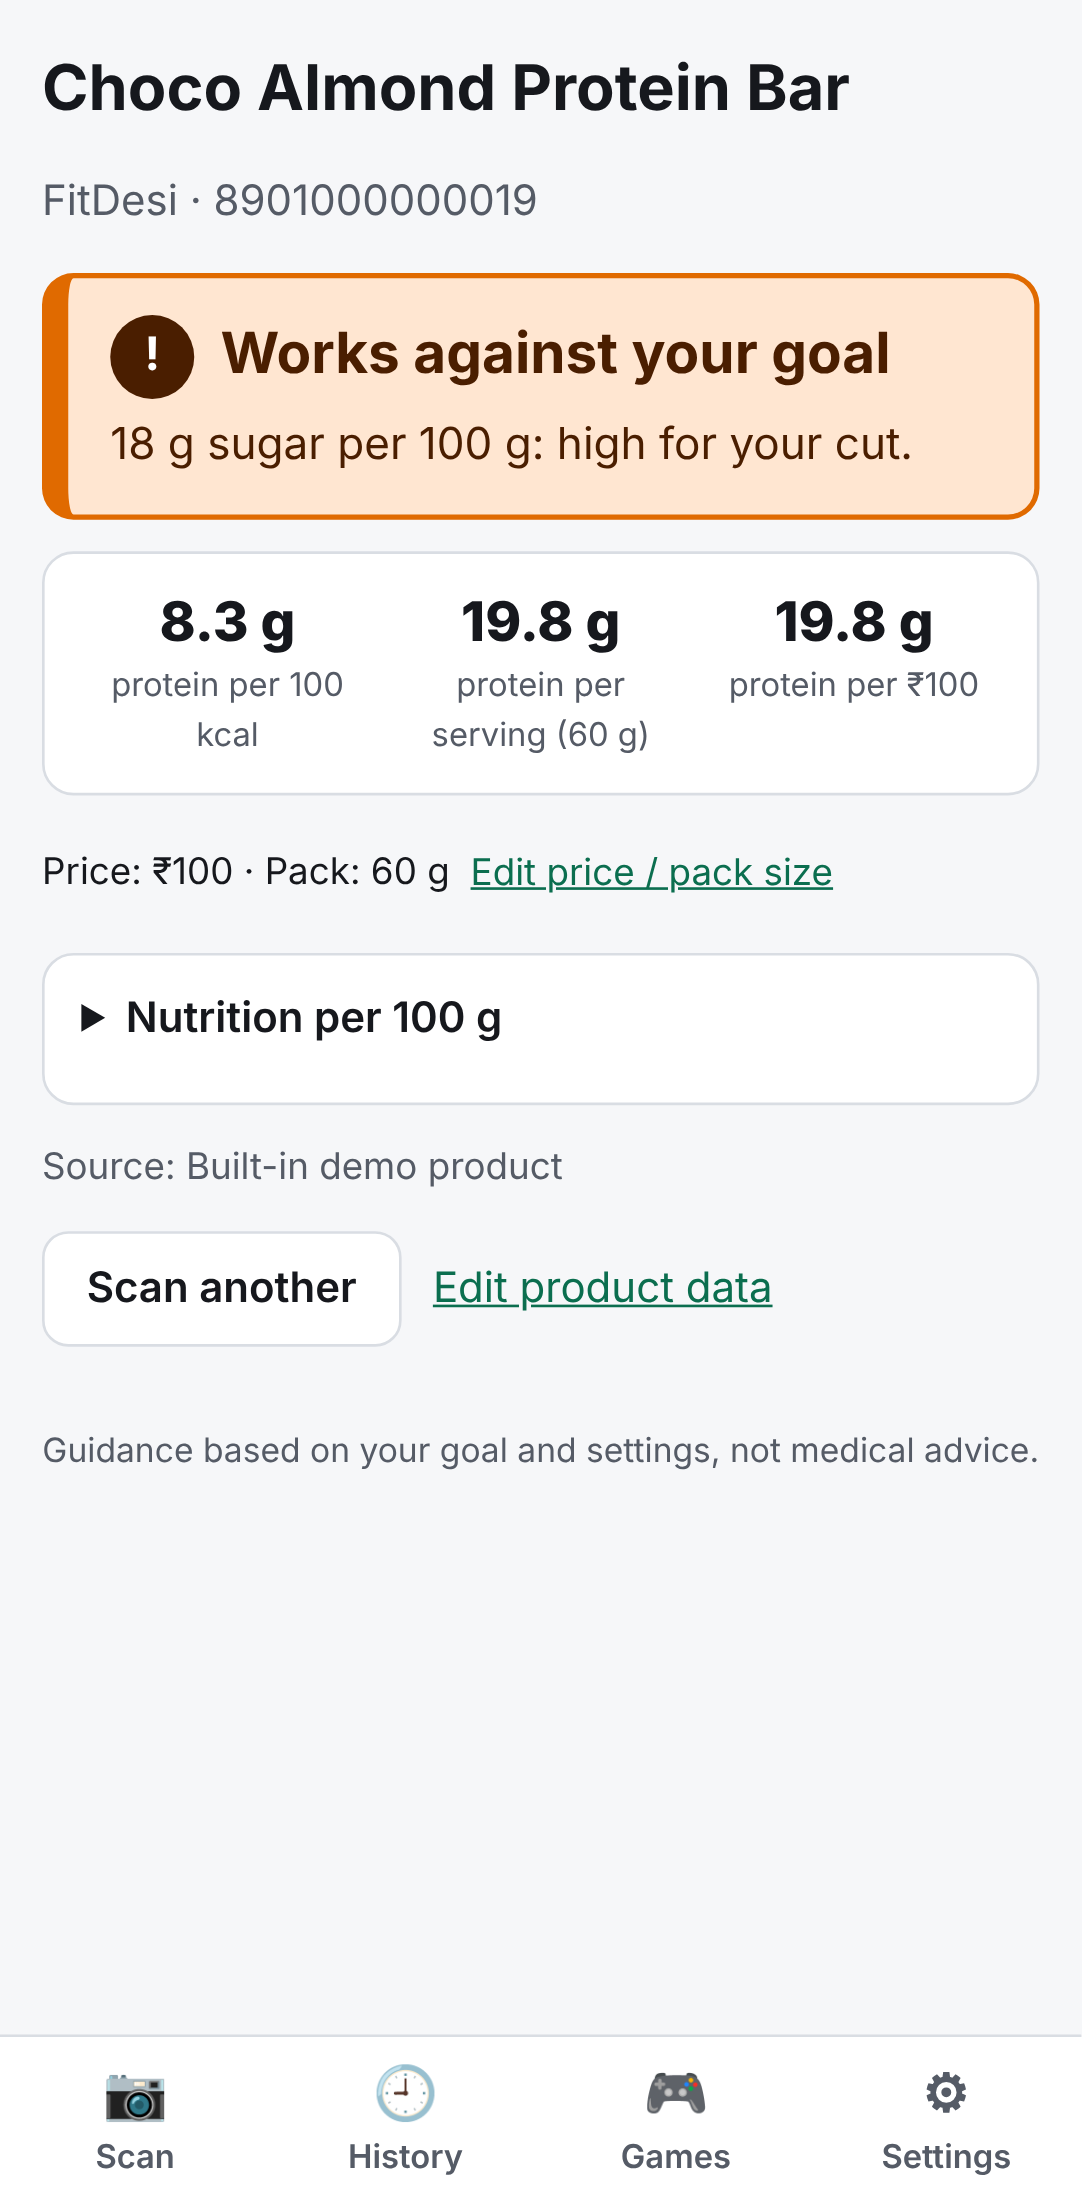 Choco Almond Protein Bar
FitDesi · 8901000000019
! Works against your goal
18 g sugar per 100 g: high for your cut.
8.3 g
protein per 100
kcal
19.8 g
protein per
serving (60 g)
19.8 g
protein per ₹100
Price: ₹100 · Pack: 60 g Edit price / pack size
▶ Nutrition per 100 g
Source: Built-in demo product
Scan another Edit product data
Guidance based on your goal and settings, not medical advice.
Scan History Games Settings